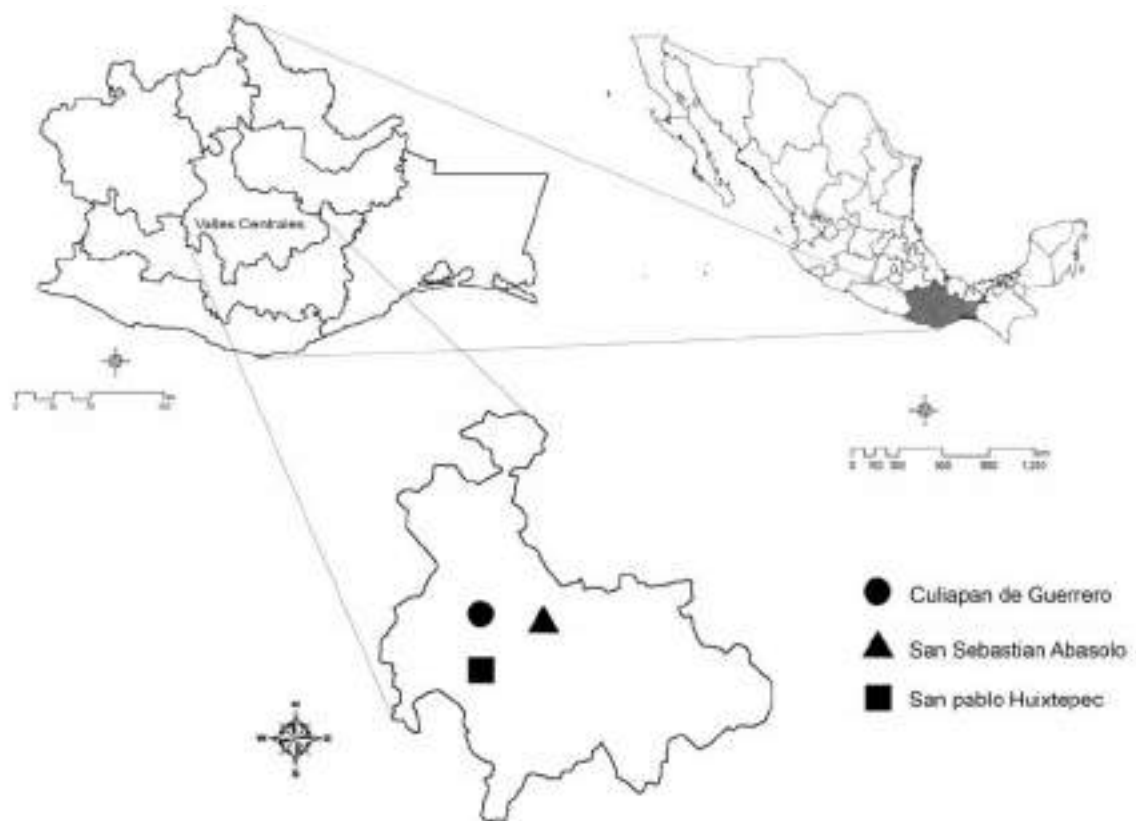 Valles Centrales
Culiapan de Guerrero
San Sebastian Abasolo
San pablo Huixtepec